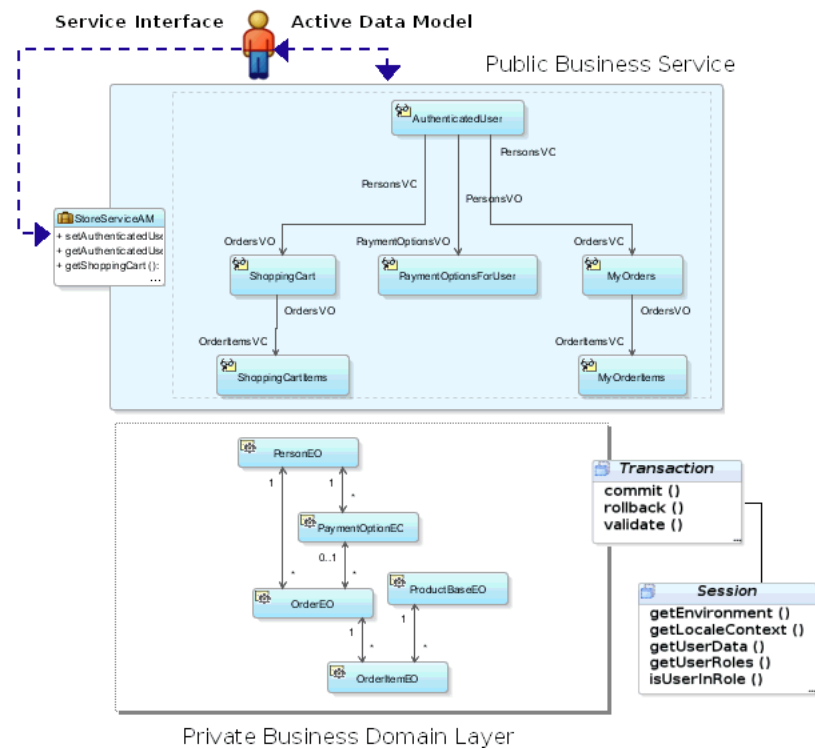 Service Interface
Active Data Model
Public Business Service
AuthenticatedUser
PersonsVC
PersonsVC
PersonsVO
StoreServiceAM
+ setAuthenticatedUse
+ getAuthenticatedUse
+ getShoppingCart ():
...
OrdersVO
PaymentOptionsVO
OrdersVC
ShoppingCart
PaymentOptionsForUser
MyOrders
OrdersVO
OrdersVO
OrderItemsVC
OrderItemsVC
ShoppingCartItems
MyOrderItems
PersonEO
1
1
*
PaymentOptionEC
0..1
*
*
OrderEO
ProductBaseEO
1
*
1
*
OrderItemEO
Transaction
commit ()
rollback ()
validate ()
...
Session
getEnvironment ()
getLocaleContext ()
getUserData ()
getUserRoles ()
isUserInRole ()
...
Private Business Domain Layer